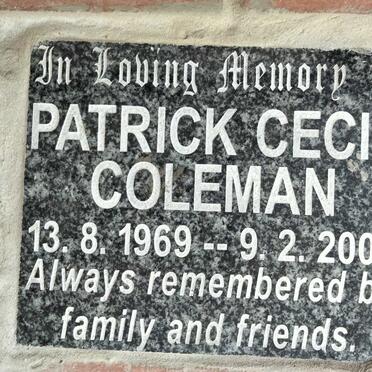 In Loving Memory
PATRICK CECI
COLEMAN
13. 8. 1969 -- 9. 2. 200
Always remembered b
family and friends.